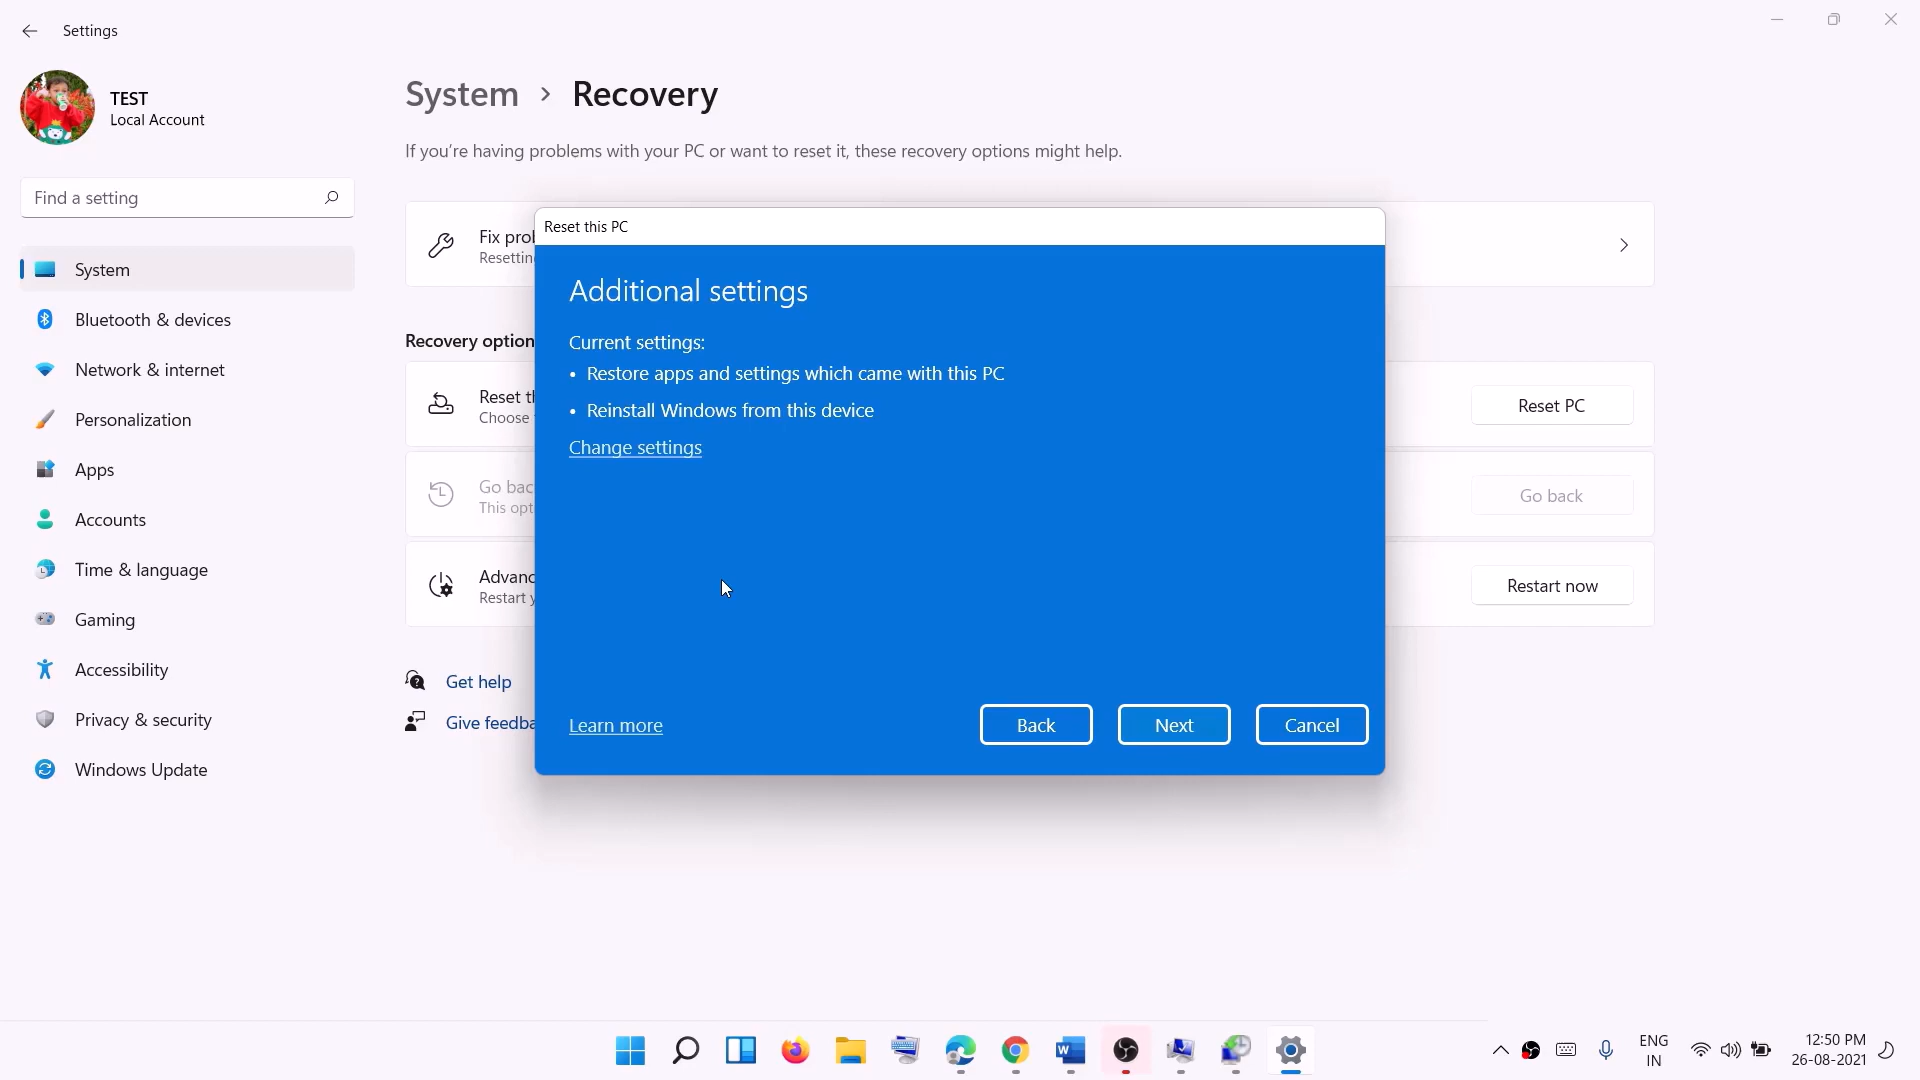 Settings
TEST
Local Account
Find a setting
System
Bluetooth & devices
Network & internet
Personalization
Apps
Accounts
Time & language
Gaming
Accessibility
Privacy & security
Windows Update
System > Recovery
If you're having problems with your PC or want to reset it, these recovery options might help.
Fix prob
Resetting
Recovery option
Reset th
Choose
Reset PC
Go bac
This opt
Go back
Advanc
Restart y
Restart now
Get help
Give feedba
Reset this PC
Additional settings
Current settings:
• Restore apps and settings which came with this PC
• Reinstall Windows from this device
Change settings
Learn more
Back
Next
Cancel
ENG
IN
12:50 PM
26-08-2021